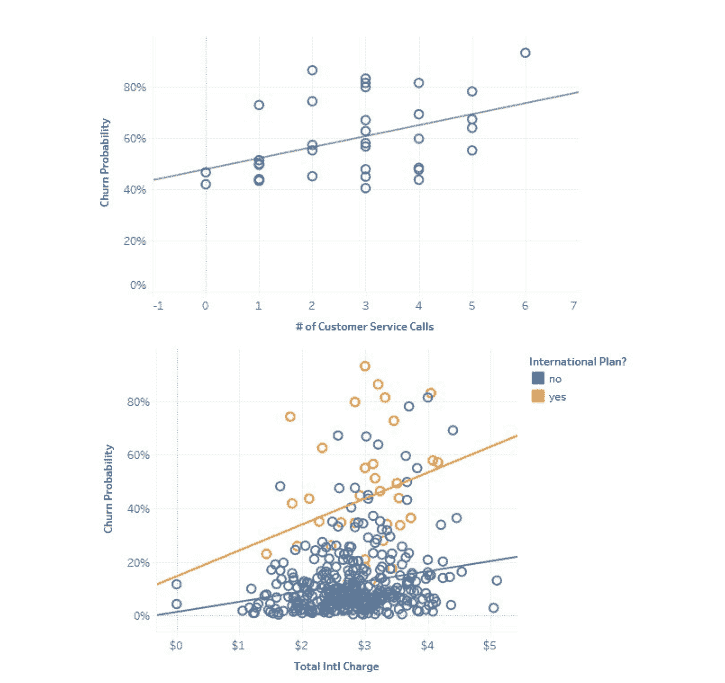 80%
60%
40%
20%
0%
Churn Probability
-1 0 1 2 3 4 5 6 7
# of Customer Service Calls
International Plan?
no
yes
80%
60%
40%
20%
0%
Churn Probability
$0 $1 $2 $3 $4 $5
Total Intl Charge